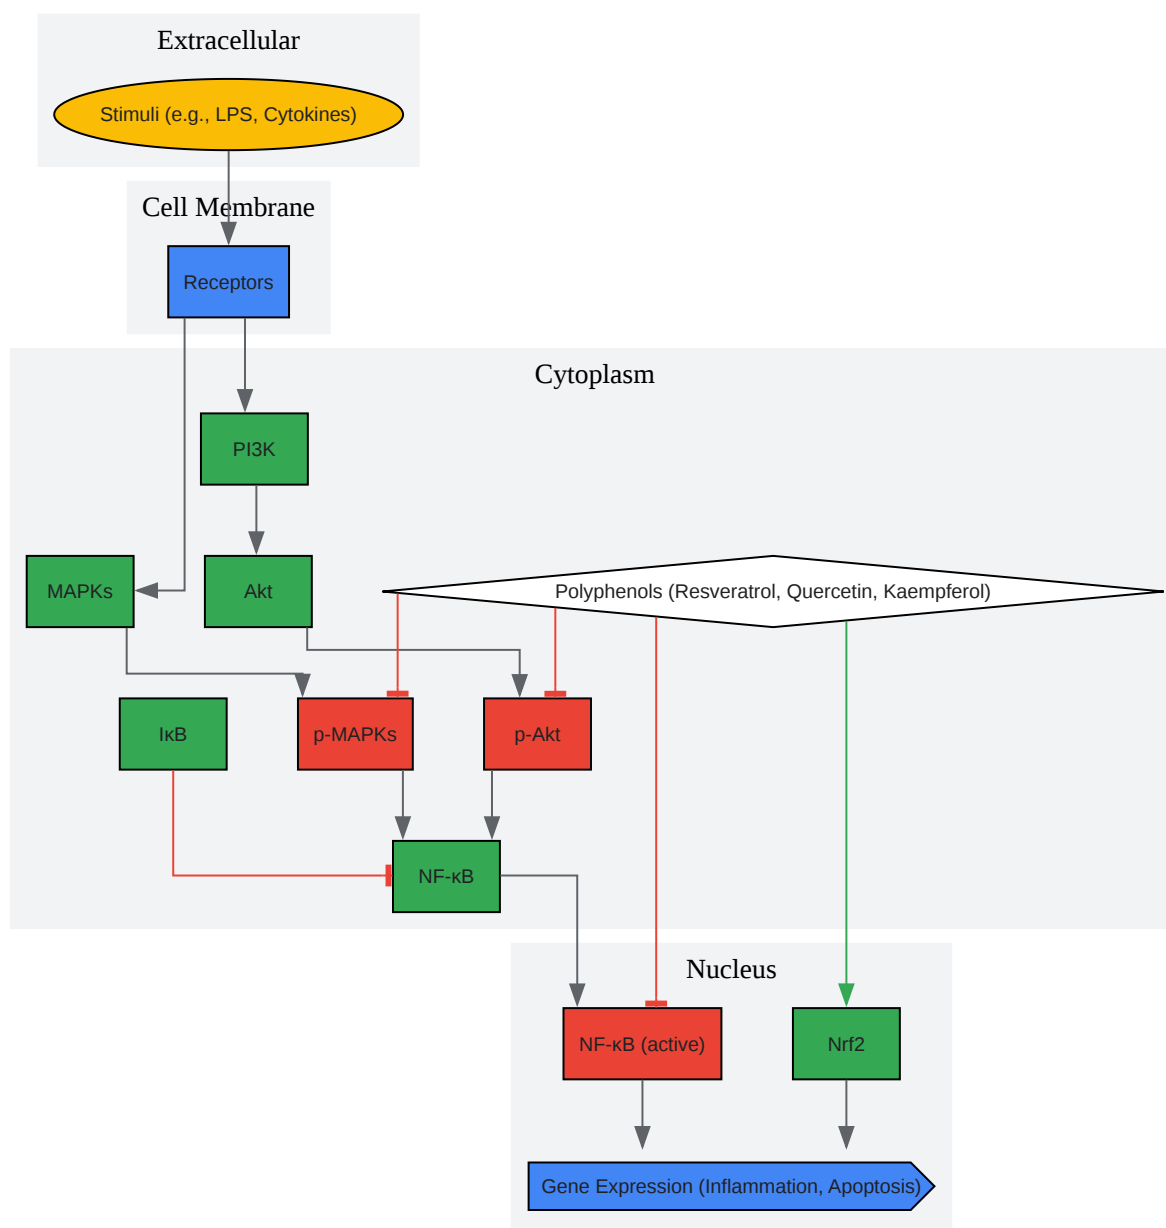 Extracellular
Stimuli (e.g., LPS, Cytokines)
Cell Membrane
Receptors
Cytoplasm
PI3K
MAPKs
Akt
Polyphenols (Resveratrol, Quercetin, Kaempferol)
IκB
p-MAPKs
p-Akt
NF-κB
Nucleus
NF-κB (active)
Nrf2
Gene Expression (Inflammation, Apoptosis)